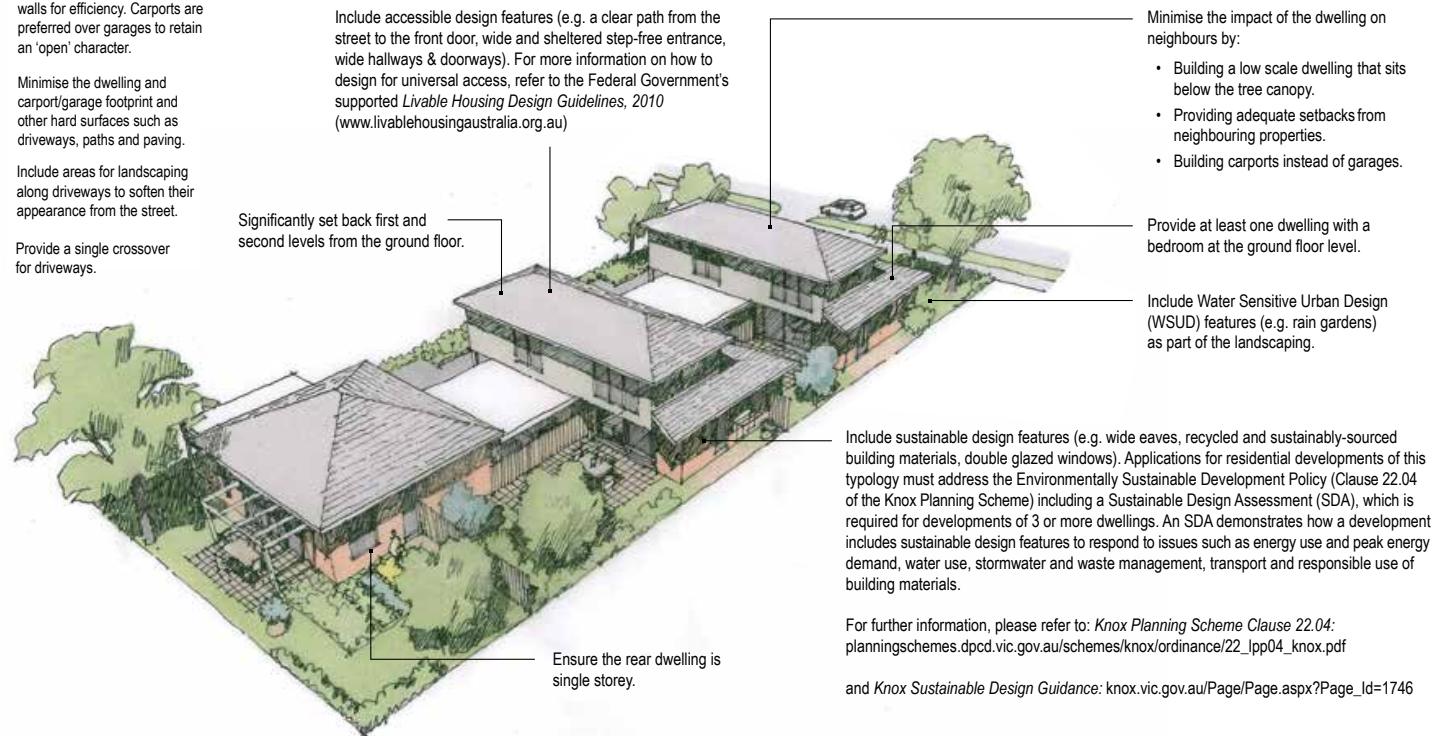 walls for efficiency. Carports are
preferred over garages to retain
an ‘open’ character.
Minimise the dwelling and
carport/garage footprint and
other hard surfaces such as
driveways, paths and paving.
Include areas for landscaping
along driveways to soften their
appearance from the street.
Provide a single crossover
for driveways.
Include accessible design features (e.g. a clear path from the
street to the front door, wide and sheltered step-free entrance,
wide hallways & doorways). For more information on how to
design for universal access, refer to the Federal Government’s
supported Livable Housing Design Guidelines, 2010
(www.livablehousingaustralia.org.au)
Significantly set back first and
second levels from the ground floor.
Minimise the impact of the dwelling on
neighbours by:
• Building a low scale dwelling that sits
below the tree canopy.
• Providing adequate setbacks from
neighbouring properties.
• Building carports instead of garages.
Provide at least one dwelling with a
bedroom at the ground floor level.
Include Water Sensitive Urban Design
(WSUD) features (e.g. rain gardens)
as part of the landscaping.
Include sustainable design features (e.g. wide eaves, recycled and sustainably-sourced
building materials, double glazed windows). Applications for residential developments of this
typology must address the Environmentally Sustainable Development Policy (Clause 22.04
of the Knox Planning Scheme) including a Sustainable Design Assessment (SDA), which is
required for developments of 3 or more dwellings. An SDA demonstrates how a development
includes sustainable design features to respond to issues such as energy use and peak energy
demand, water use, stormwater and waste management, transport and responsible use of
building materials.
For further information, please refer to: Knox Planning Scheme Clause 22.04:
planningschemes.dpcd.vic.gov.au/schemes/knox/ordinance/22_lpp04_knox.pdf
and Knox Sustainable Design Guidance: knox.vic.gov.au/Page/Page.aspx?Page_Id=1746
Ensure the rear dwelling is
single storey.